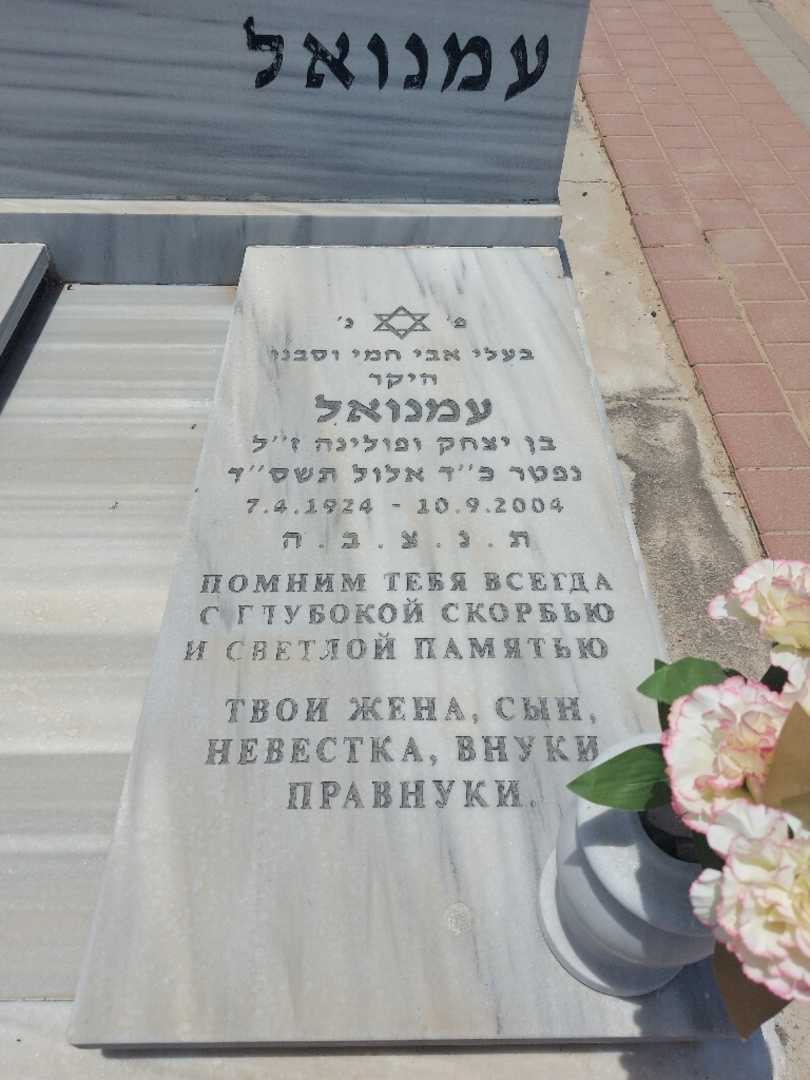 עמנואל
פ' נ'
בעלי אבי חמי וסבנו
היקר
עמנואל
בן יצחק ופולינה ז"ל
נפטר כ"ד אלול תשס"ד
7.4.1924 - 10.9.2004
ת . נ . צ . ב . ה
ПОМНИМ ТЕБЯ ВСЕГДА
С ГЛУБОКОЙ СКОРБЬЮ
И СВЕТЛОЙ ПАМЯТЬЮ
ТВОИ ЖЕНА, СЫН,
НЕВЕСТКА, ВНУКИ
ПРАВНУКИ.